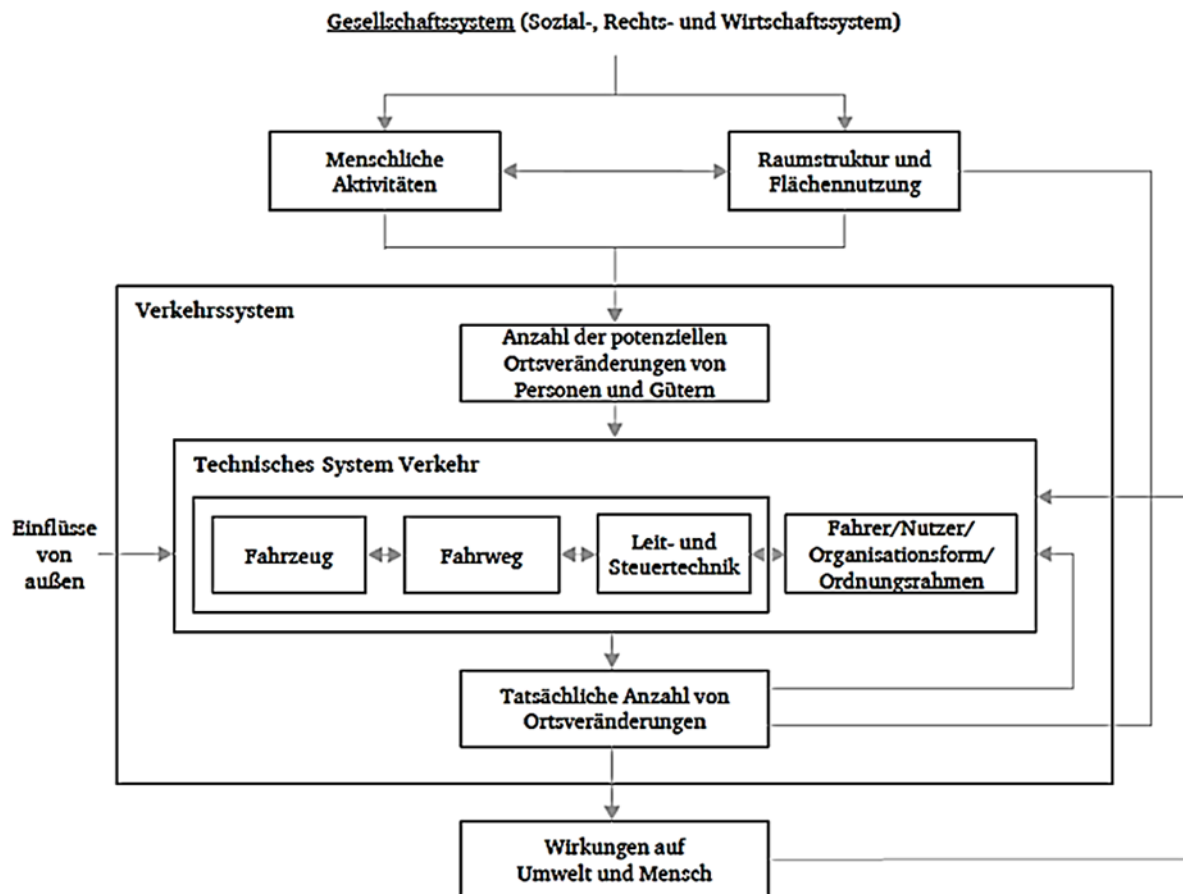 Gesellschaftssystem (Sozial-, Rechts- und Wirtschaftssystem)
Menschliche
Aktivitäten
Raumstruktur und
Flächennutzung
Verkehrssystem
Anzahl der potenziellen
Ortsveränderungen von
Personen und Gütern
Technisches System Verkehr
Einflüsse
von
außen
Fahrzeug
Fahrweg
Leit- und
Steuertechnik
Fahrer/Nutzer/
Organisationsform/
Ordnungsrahmen
Tatsächliche Anzahl von
Ortsveränderungen
Wirkungen auf
Umwelt und Mensch